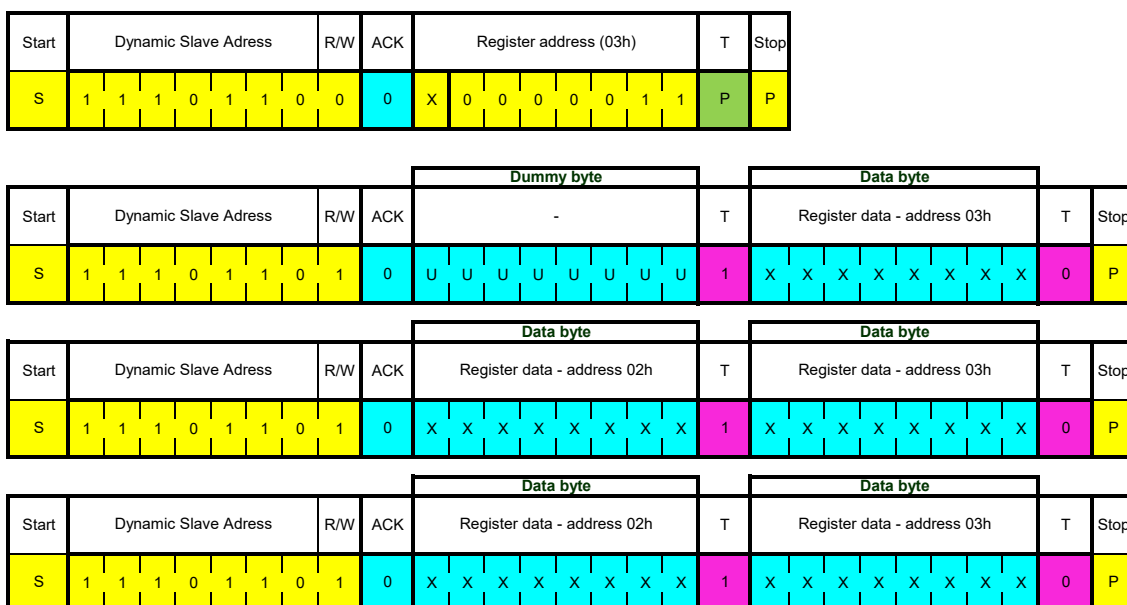 Start Dynamic Slave Adress R/W ACK Register address (03h) T Stop
S 1 1 1 0 1 1 0 0 0 X 0 0 0 0 0 1 1 P P
Dummy byte Data byte
Start Dynamic Slave Adress R/W ACK - T Register data - address 03h T Stop
S 1 1 1 0 1 1 0 1 0 U U U U U U U U 1 X X X X X X X X 0 P
Data byte Data byte
Start Dynamic Slave Adress R/W ACK Register data - address 02h T Register data - address 03h T Stop
S 1 1 1 0 1 1 0 1 0 X X X X X X X X 1 X X X X X X X X 0 P
Data byte Data byte
Start Dynamic Slave Adress R/W ACK Register data - address 02h T Register data - address 03h T Stop
S 1 1 1 0 1 1 0 1 0 X X X X X X X X 1 X X X X X X X X 0 P